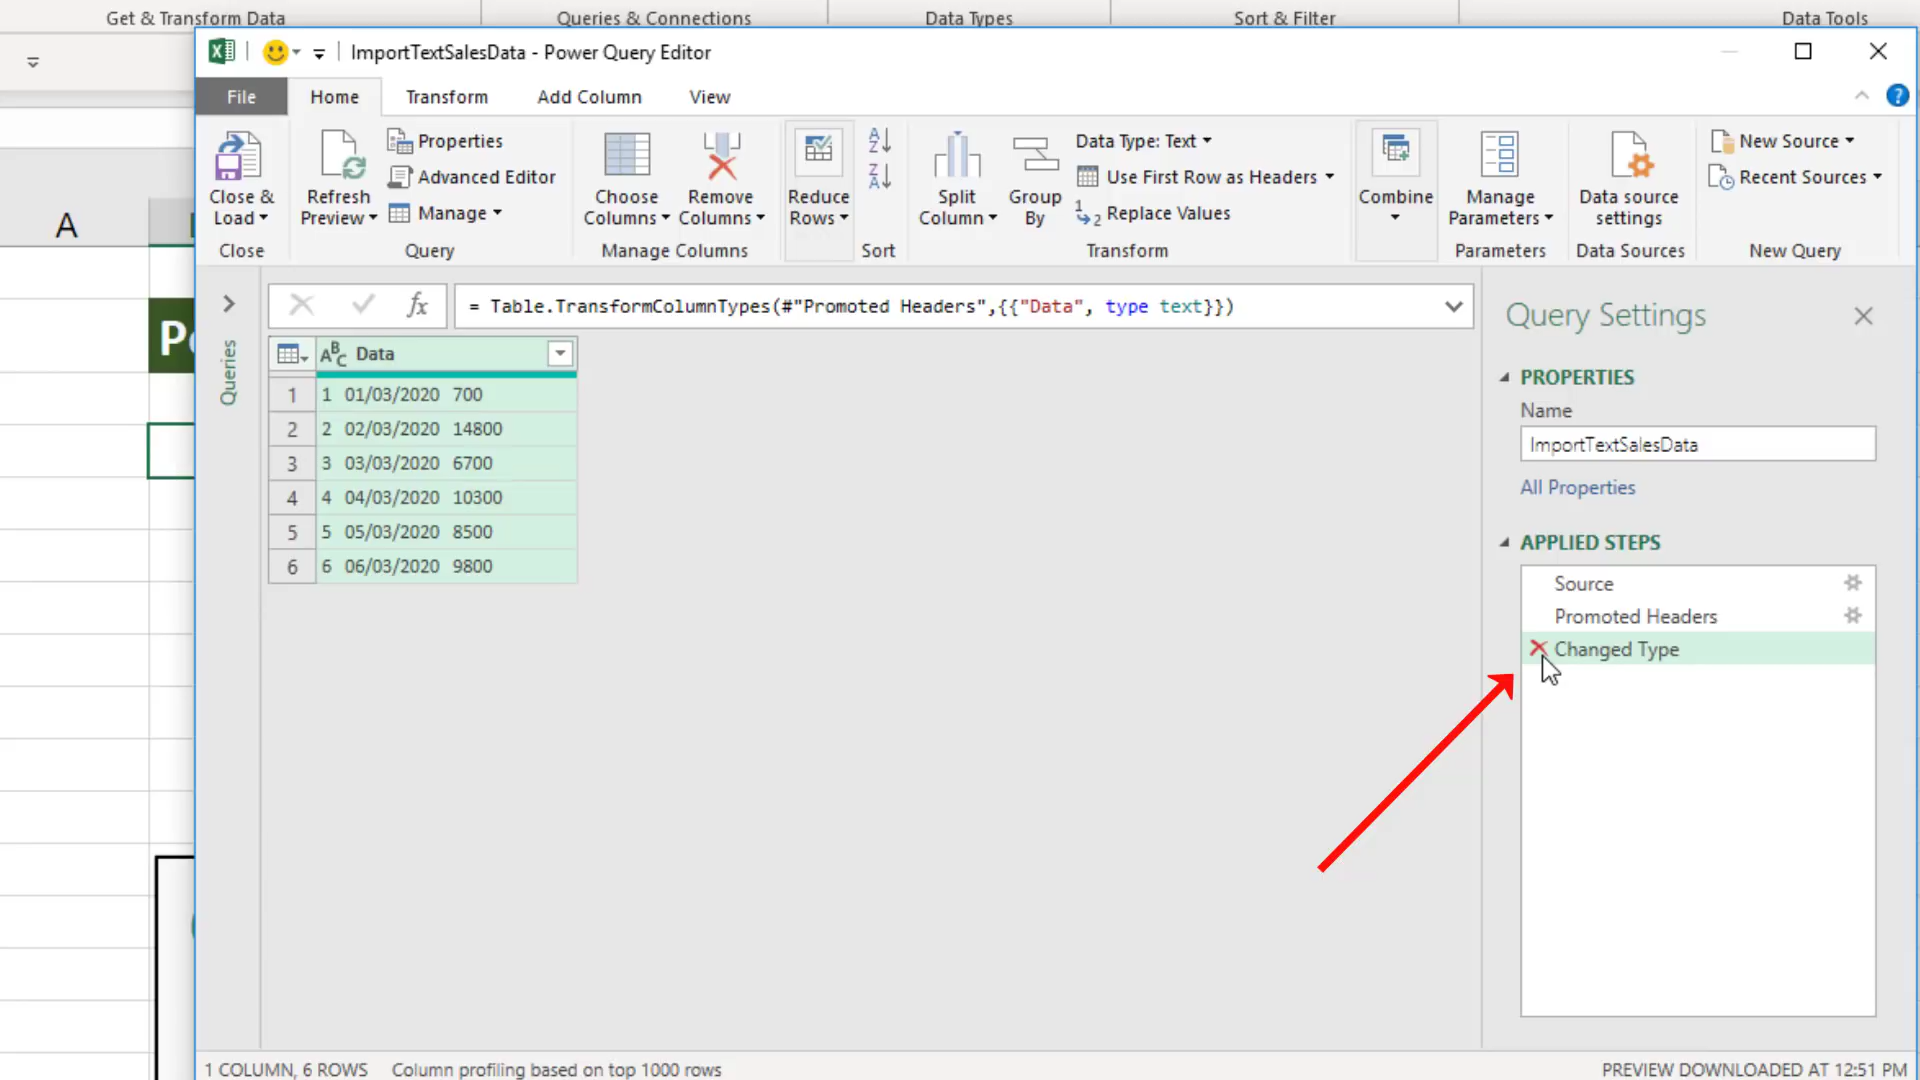 Get & Transform Data Queries & Connections Data Types Sort & Filter Data Tools
ImportTextSalesData - Power Query Editor
File Home Transform Add Column View
Close & Load
Refresh Preview
Properties
Advanced Editor
Manage
Choose Columns
Remove Columns
Reduce Rows
Split Column
Group By
Data Type: Text
Use First Row as Headers
Replace Values
Combine
Manage Parameters
Data source settings
New Source
Recent Sources
Close Query Manage Columns Sort Transform Parameters Data Sources New Query
A
Queries
fx
= Table.TransformColumnTypes(#"Promoted Headers",{{"Data", type text}})
ABC Data
1 1 01/03/2020 700
2 2 02/03/2020 14800
3 3 03/03/2020 6700
4 4 04/03/2020 10300
5 5 05/03/2020 8500
6 6 06/03/2020 9800
Query Settings
PROPERTIES
Name
ImportTextSalesData
All Properties
APPLIED STEPS
Source
Promoted Headers
Changed Type
1 COLUMN, 6 ROWS Column profiling based on top 1000 rows PREVIEW DOWNLOADED AT 12:51 PM